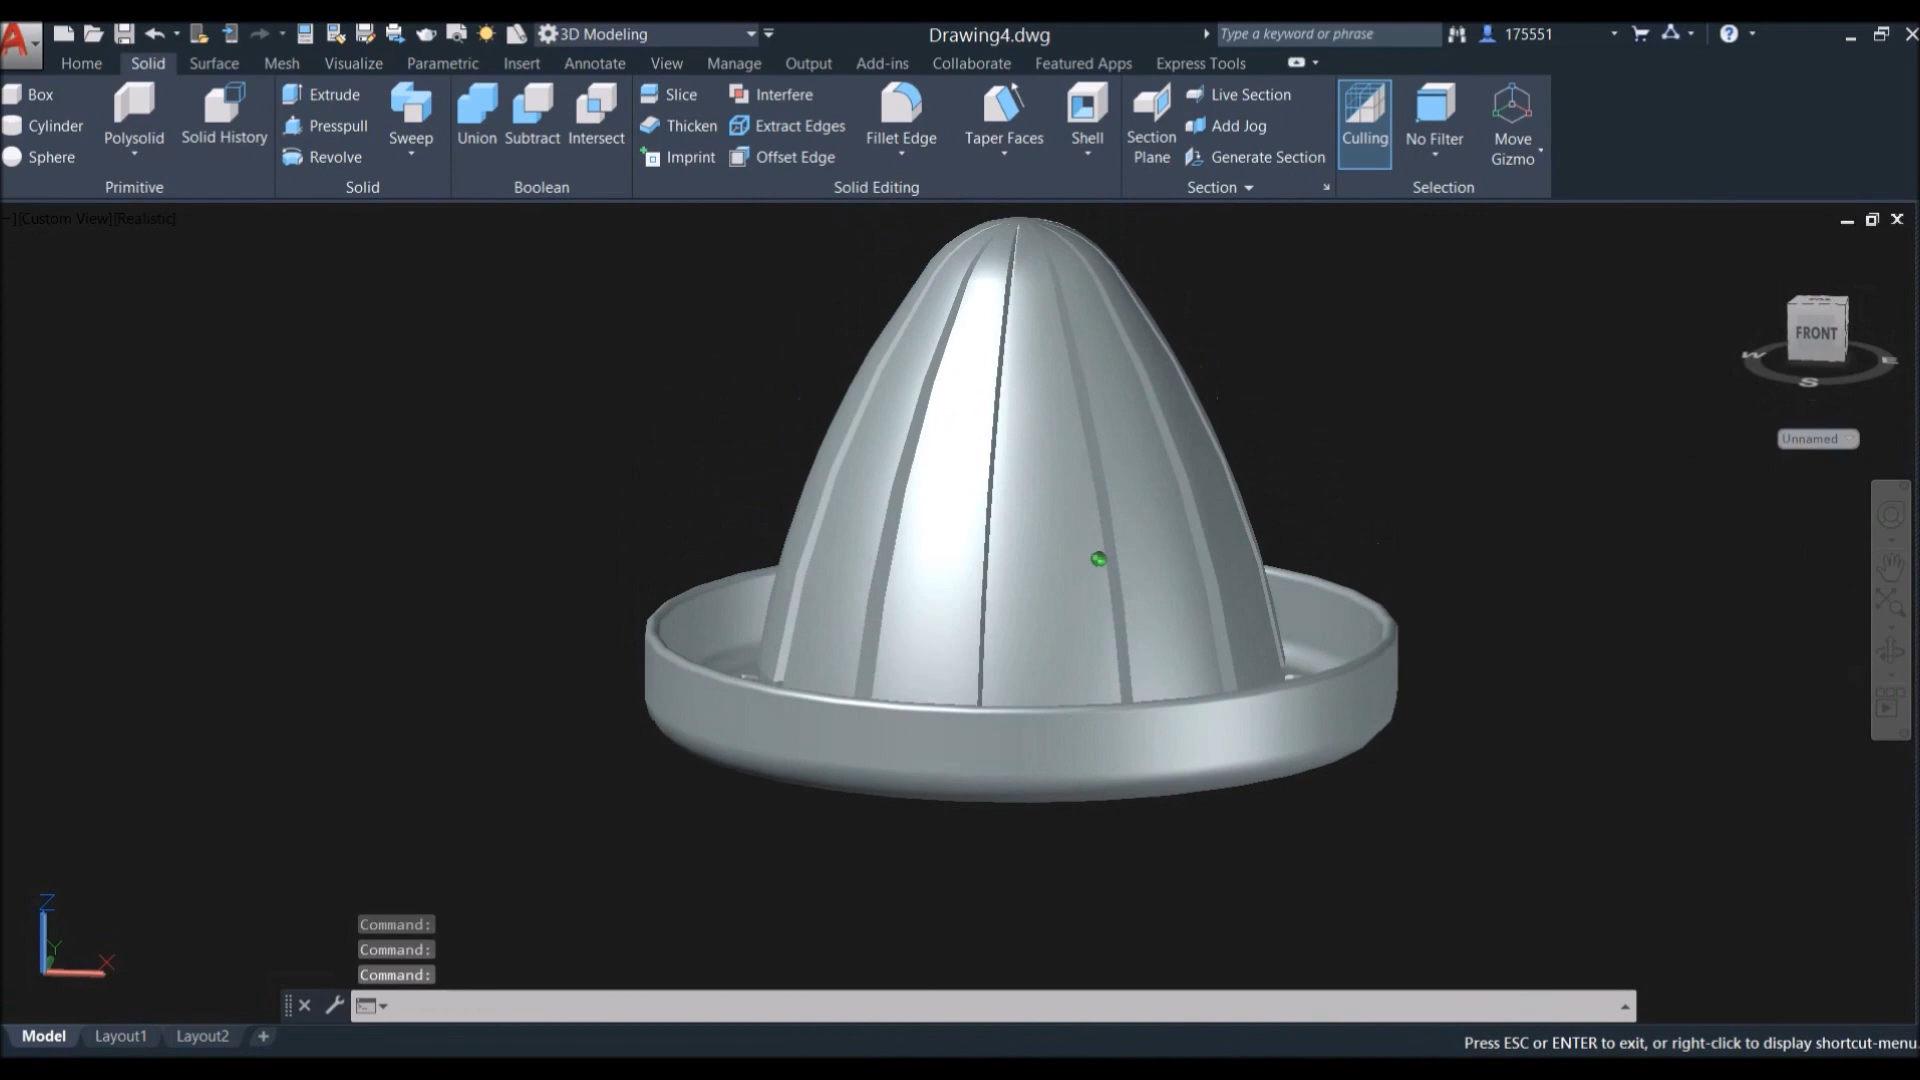 3D Modeling
Drawing4.dwg
Type a keyword or phrase
175551
Home Solid Surface Mesh Visualize Parametric Insert Annotate View Manage Output Add-ins Collaborate Featured Apps Express Tools
Box
Cylinder
Sphere
Polysolid
Solid History
Primitive
Extrude
Presspull
Revolve
Sweep
Solid
Union Subtract Intersect
Boolean
Slice
Thicken
Imprint
Interfere
Extract Edges
Offset Edge
Fillet Edge
Taper Faces
Shell
Solid Editing
Section
Plane
Live Section
Add Jog
Generate Section
Section
Culling
No Filter
Move
Gizmo
Selection
−][Custom View][Realistic]
FRONT
W
S
E
Unnamed
Z
Y
X
Command:
Command:
Command:
Model Layout1 Layout2 +
Press ESC or ENTER to exit, or right-click to display shortcut-menu.